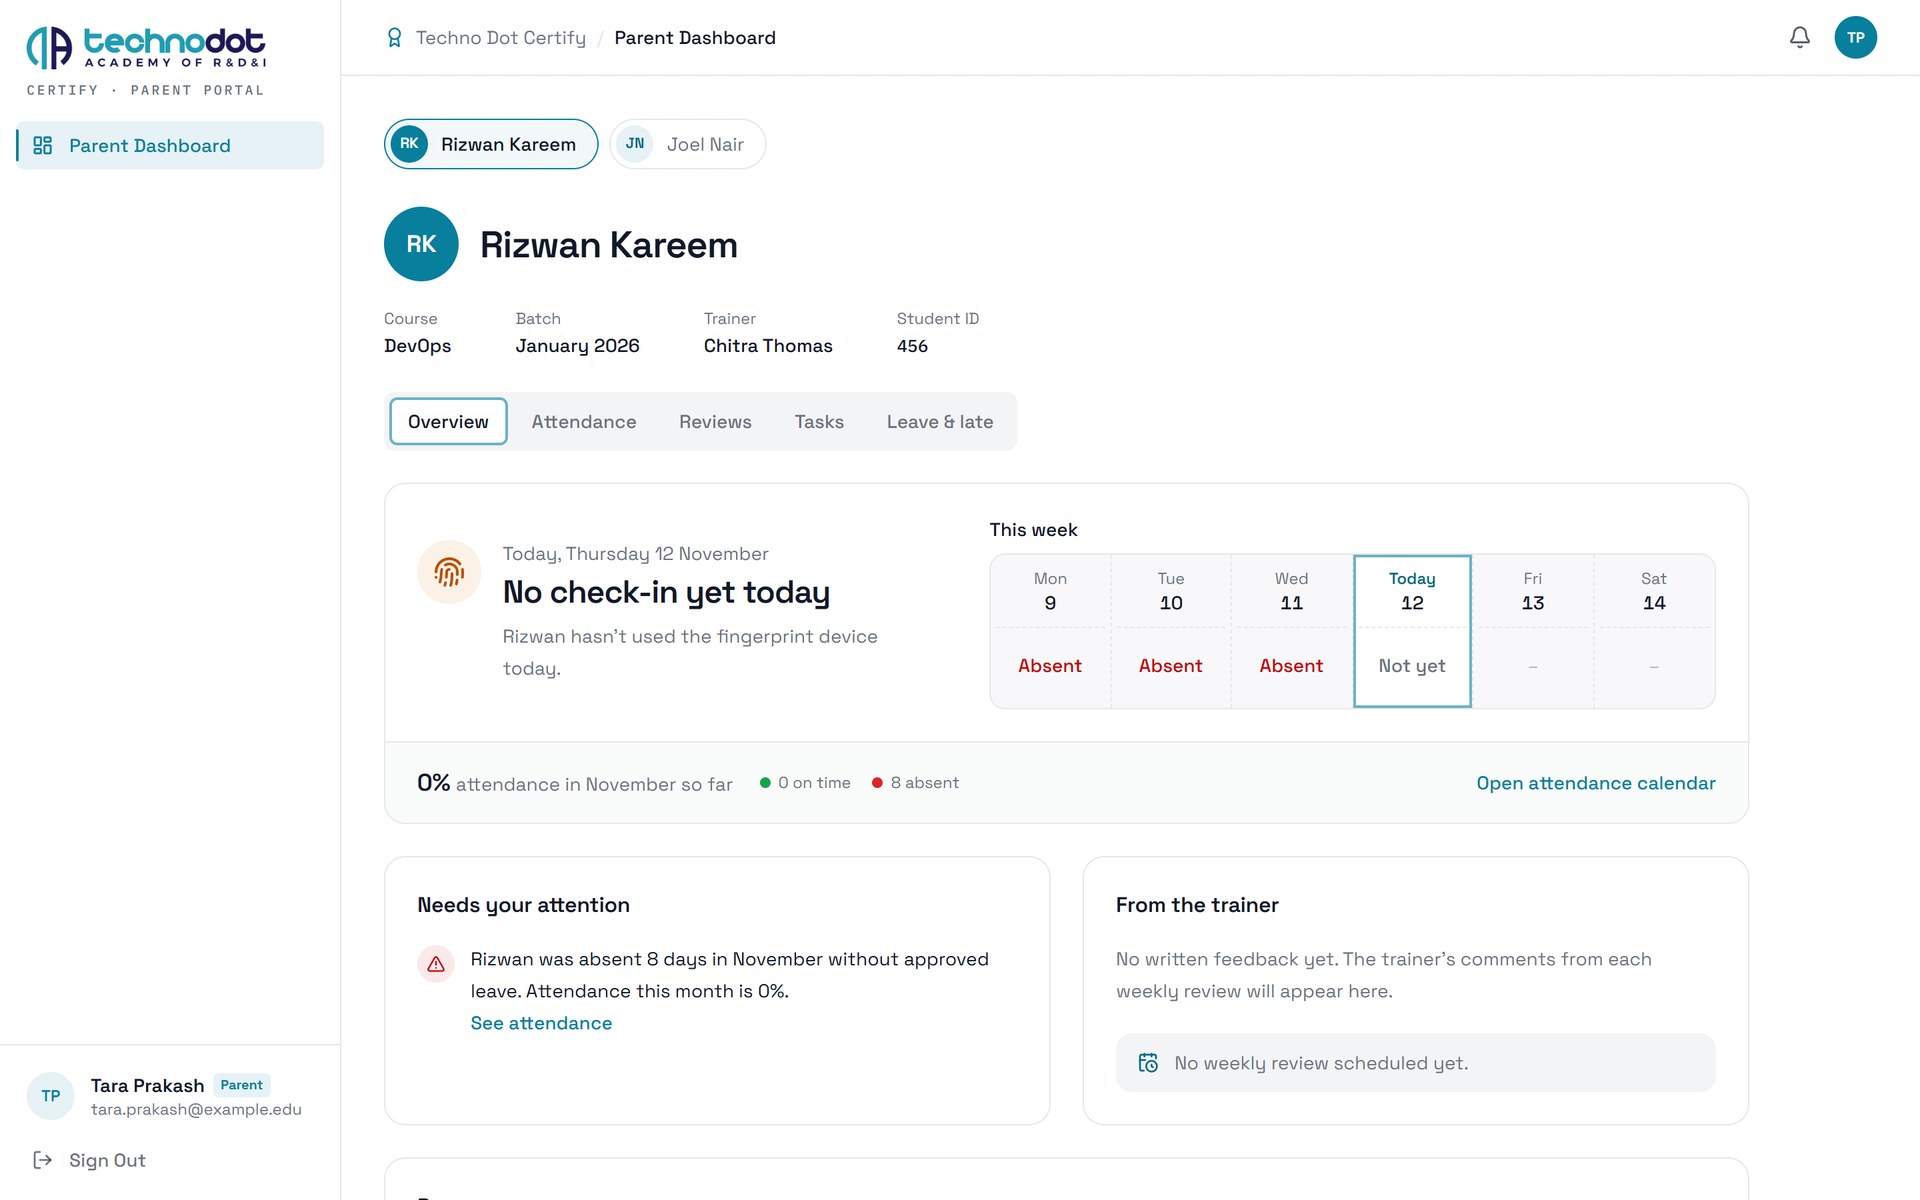 technodot
ACADEMY OF R&D&I
CERTIFY · PARENT PORTAL
Parent Dashboard
Techno Dot Certify / Parent Dashboard
TP
RK Rizwan Kareem
JN Joel Nair
RK Rizwan Kareem
Course Batch Trainer Student ID
DevOps January 2026 Chitra Thomas 456
Overview Attendance Reviews Tasks Leave & late
Today, Thursday 12 November
No check-in yet today
Rizwan hasn't used the fingerprint device
today.
This week
Mon Tue Wed Today Fri Sat
9 10 11 12 13 14
Absent Absent Absent Not yet – –
0% attendance in November so far 0 on time 8 absent Open attendance calendar
Needs your attention
Rizwan was absent 8 days in November without approved
leave. Attendance this month is 0%.
See attendance
From the trainer
No written feedback yet. The trainer's comments from each
weekly review will appear here.
No weekly review scheduled yet.
TP Tara Prakash Parent
tara.prakash@example.edu
Sign Out